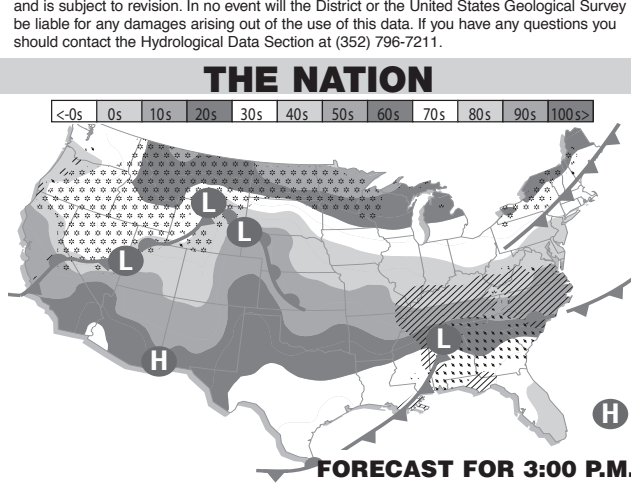 and is subject to revision. In no event will the District or the United States Geological Survey
be liable for any damages arising out of the use of this data. If you have any questions you
should contact the Hydrological Data Section at (352) 796-7211.
THE NATION
<-0s 0s 10s 20s 30s 40s 50s 60s 70s 80s 90s 100s>
L
L
L
L
H
H
FORECAST FOR 3:00 P.M.